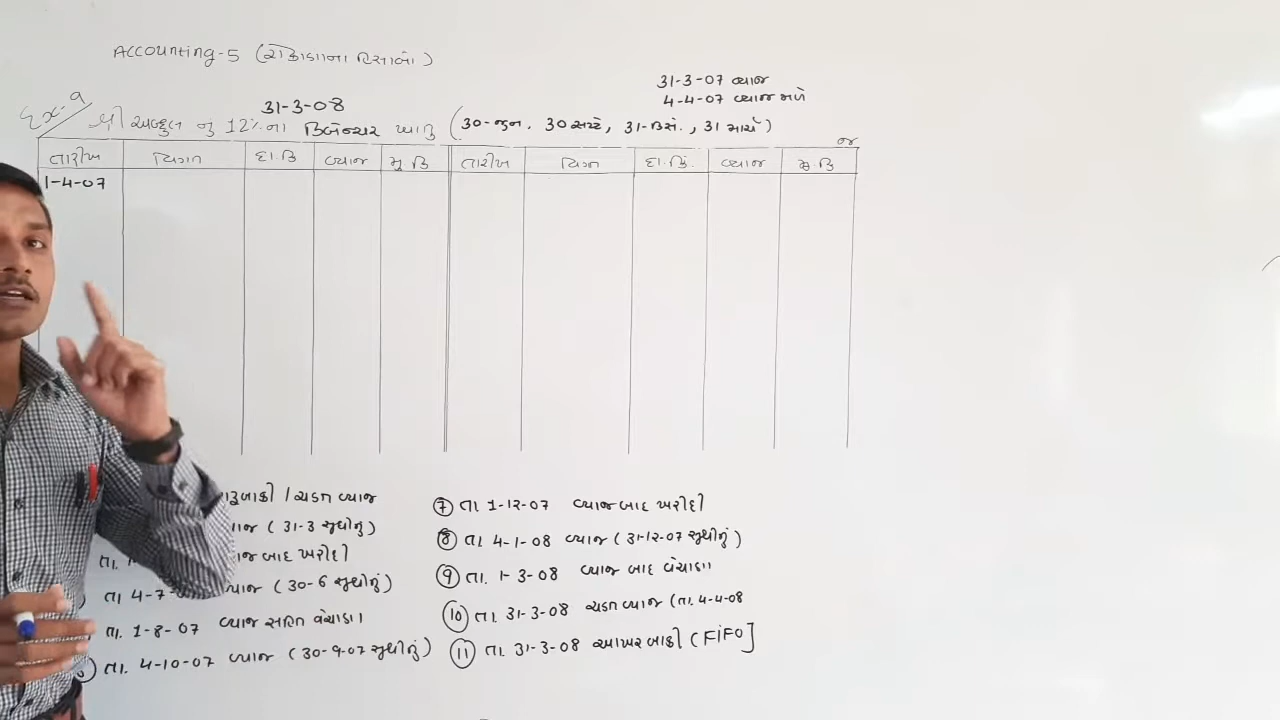 Accounting-5 (રોકાણના હિસાબો)
31-3-07 વ્યાજ
4-4-07 વ્યાજ મળે
31-3-08
Ex-૧
શ્રી અબ્દુલ નું 12% ના ડિબેન્ચર ખાતુ (30-જુન, 30 સપ્ટે, 31-ડિસે., 31 માર્ચ)
જ
તારીખ વિગત દા.કિં વ્યાજ મુ કિં તારીખ વિગત દા.કિં. વ્યાજ મુ.કિં
1-4-07
બાકી / ચડત વ્યાજ
(31-3 સુધીનું)
તા. બાદ ખરીદી
તા 4-7- વ્યાજ (30-6 સુધીનું)
તા. 1-8-07 વ્યાજ સહિત વેચાણ
તા. 4-10-07 વ્યાજ (30-9-07 સુધીનું)
7 તા 1-12-07 વ્યાજ બાદ ખરીદી
8 તા. 4-1-08 વ્યાજ (31-12-07 સુધીનું)
9 તા. 1-3-08 વ્યાજ બાદ વેચાણ
10 તા. 31-3-08 ચડત વ્યાજ (તા. 4-4-08
11 તા. 31-3-08 આખર બાકી (FiFO]